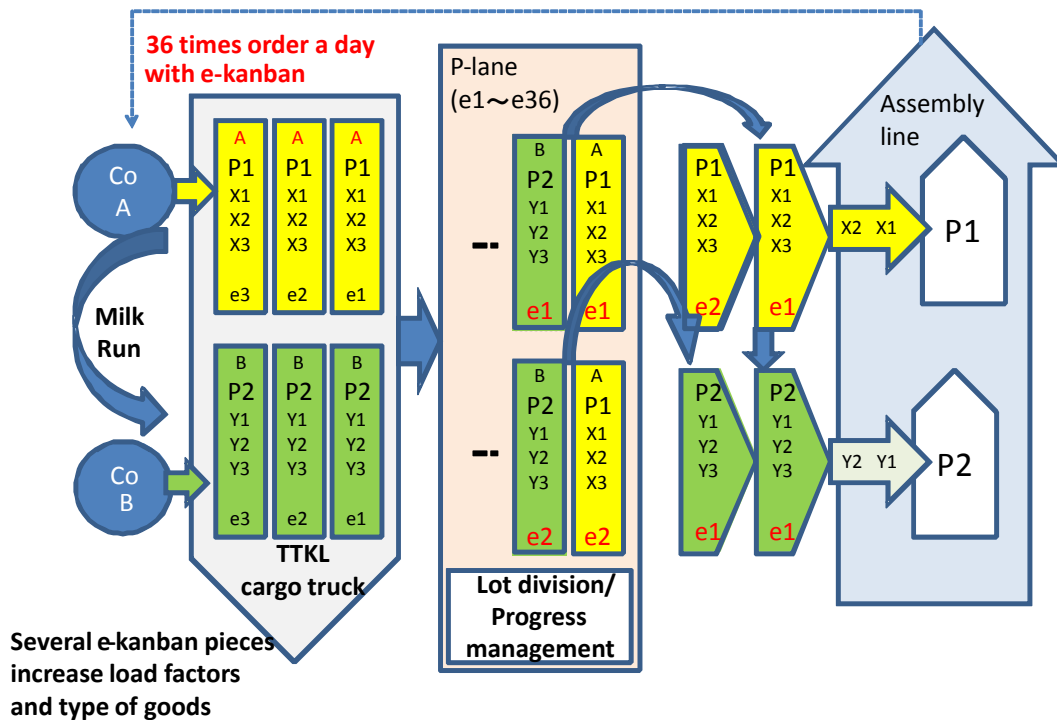 36 times order a day
with e-kanban
Co
A
Milk
Run
Co
B
A
P1
X1
X2
X3
e3
A
P1
X1
X2
X3
e2
A
P1
X1
X2
X3
e1
B
P2
Y1
Y2
Y3
e3
B
P2
Y1
Y2
Y3
e2
B
P2
Y1
Y2
Y3
e1
TTKL
cargo truck
Several e-kanban pieces
increase load factors
and type of goods
P-lane
(e1~e36)
B
P2
Y1
Y2
Y3
e1
A
P1
X1
X2
X3
e1
B
P2
Y1
Y2
Y3
e2
A
P1
X1
X2
X3
e2
Lot division/
Progress
management
P1
X1
X2
X3
e2
P1
X1
X2
X3
e1
P2
Y1
Y2
Y3
e1
P2
Y1
Y2
Y3
e1
Assembly
line
X2 X1
P1
Y2 Y1
P2